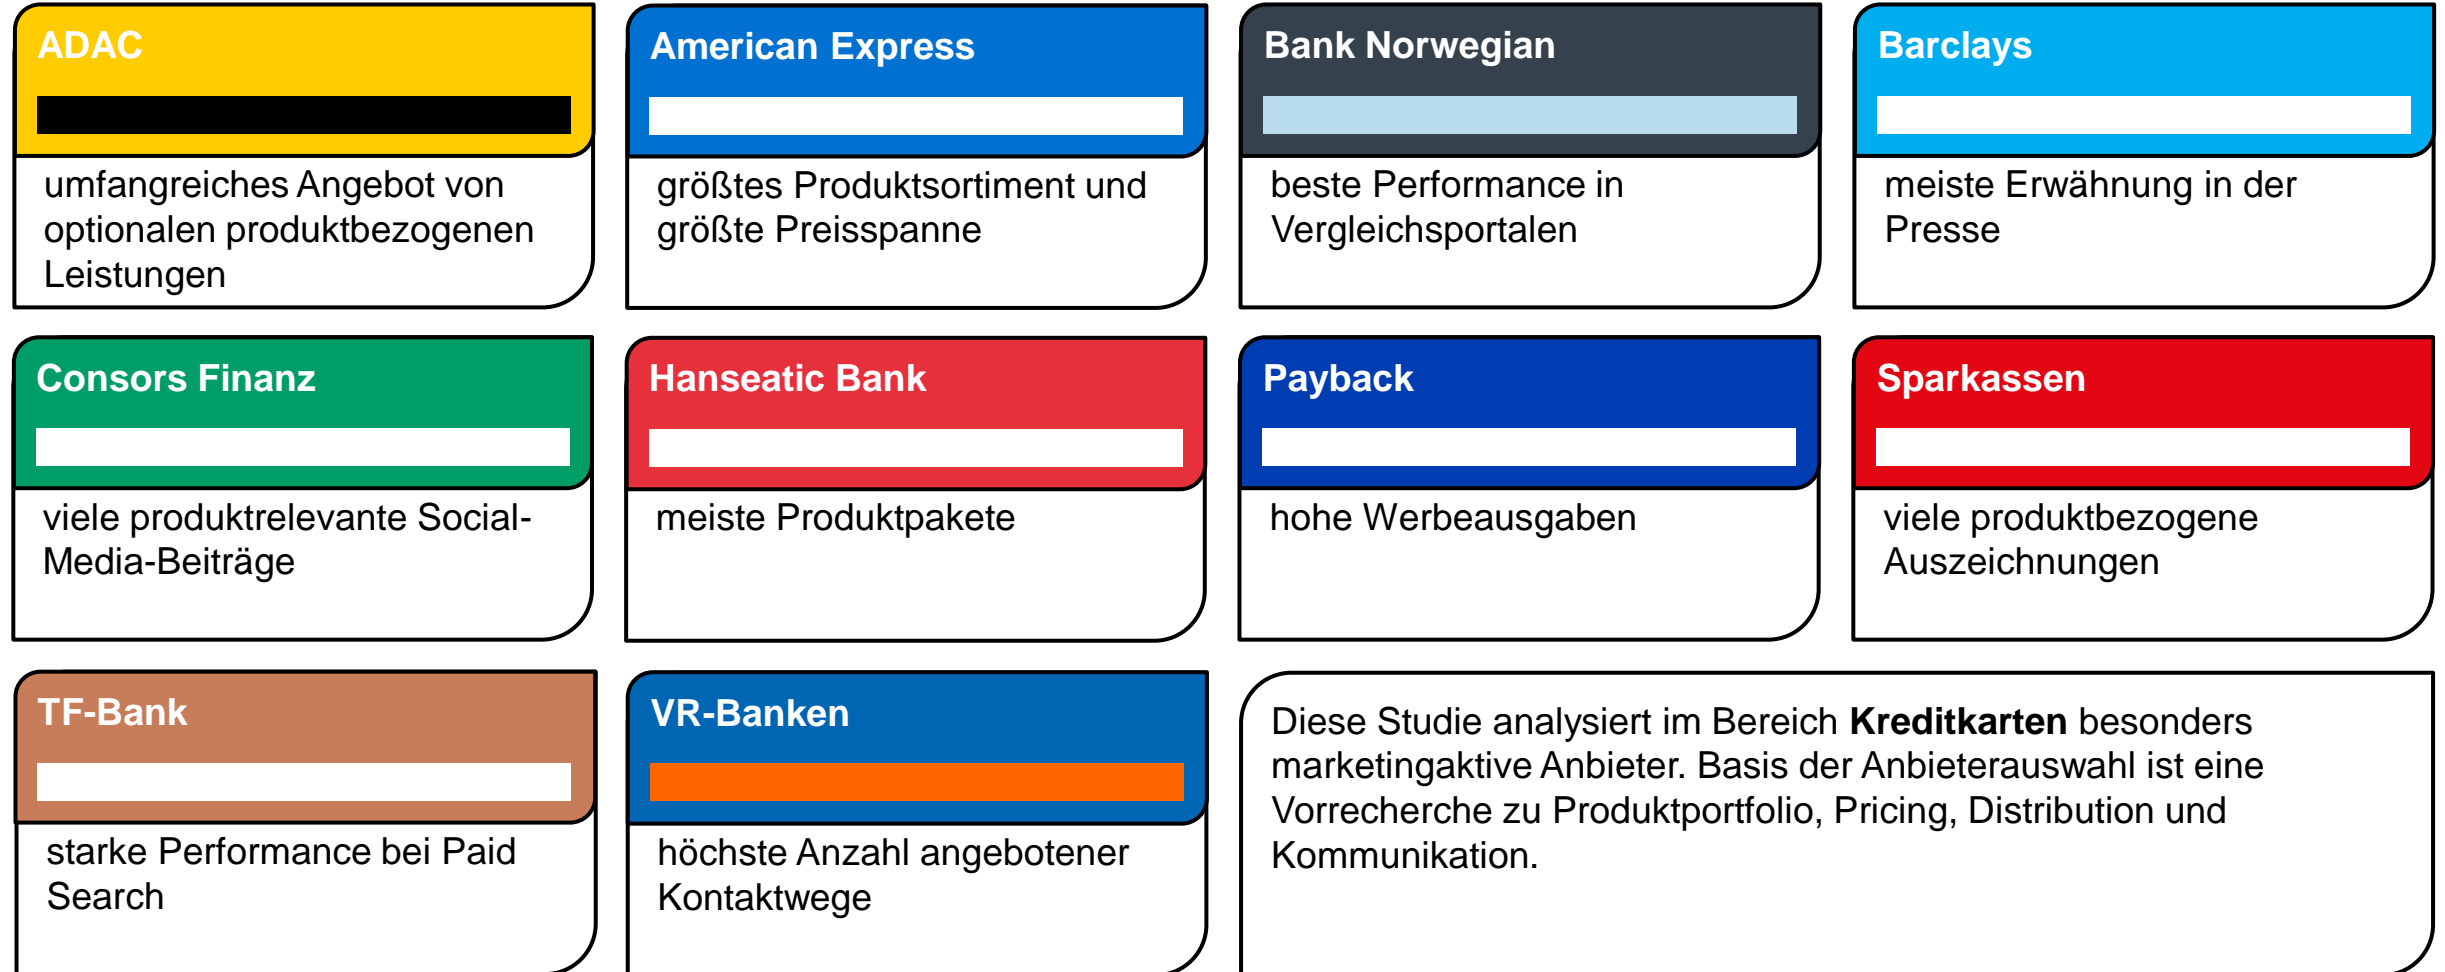 ADAC
umfangreiches Angebot von
optionalen produktbezogenen
Leistungen
American Express
größtes Produktsortiment und
größte Preisspanne
Bank Norwegian
beste Performance in
Vergleichsportalen
Barclays
meiste Erwähnung in der
Presse
Consors Finanz
viele produktrelevante Social-
Media-Beiträge
Hanseatic Bank
meiste Produktpakete
Payback
hohe Werbeausgaben
Sparkassen
viele produktbezogene
Auszeichnungen
TF-Bank
starke Performance bei Paid
Search
VR-Banken
höchste Anzahl angebotener
Kontaktwege
Diese Studie analysiert im Bereich Kreditkarten besonders
marketingaktive Anbieter. Basis der Anbieterauswahl ist eine
Vorrecherche zu Produktportfolio, Pricing, Distribution und
Kommunikation.